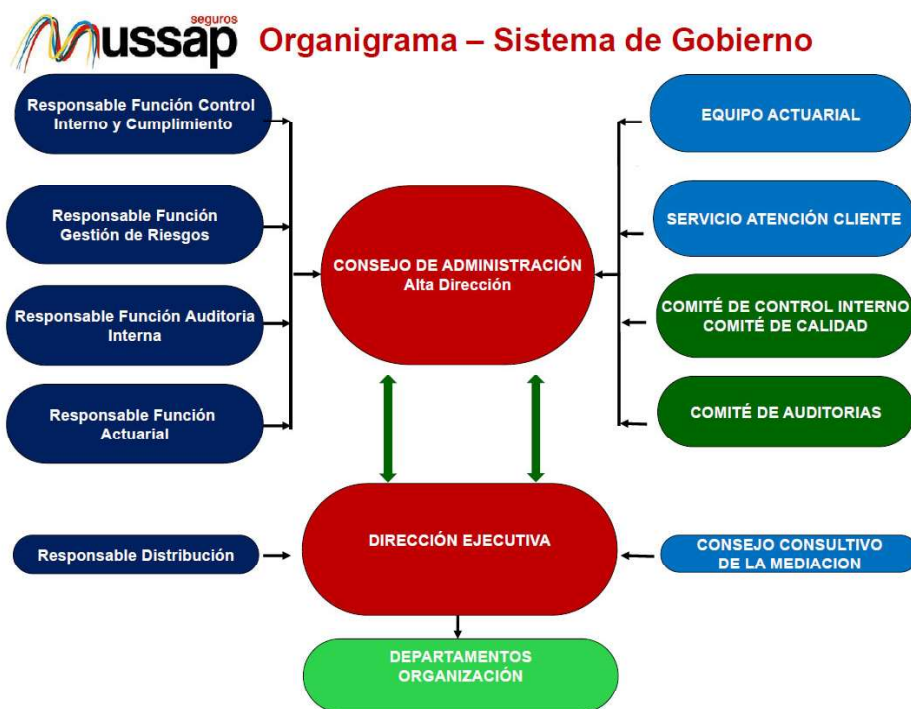 seguros
Mussap
Organigrama – Sistema de Gobierno
Responsable Función Control
Interno y Cumplimiento
EQUIPO ACTUARIAL
Responsable Función
Gestión de Riesgos
SERVICIO ATENCIÓN CLIENTE
CONSEJO DE ADMINISTRACIÓN
Alta Dirección
Responsable Función Auditoria
Interna
COMITÉ DE CONTROL INTERNO
COMITÉ DE CALIDAD
Responsable Función
Actuarial
COMITÉ DE AUDITORIAS
DIRECCIÓN EJECUTIVA
Responsable Distribución
CONSEJO CONSULTIVO
DE LA MEDIACION
DEPARTAMENTOS
ORGANIZACIÓN